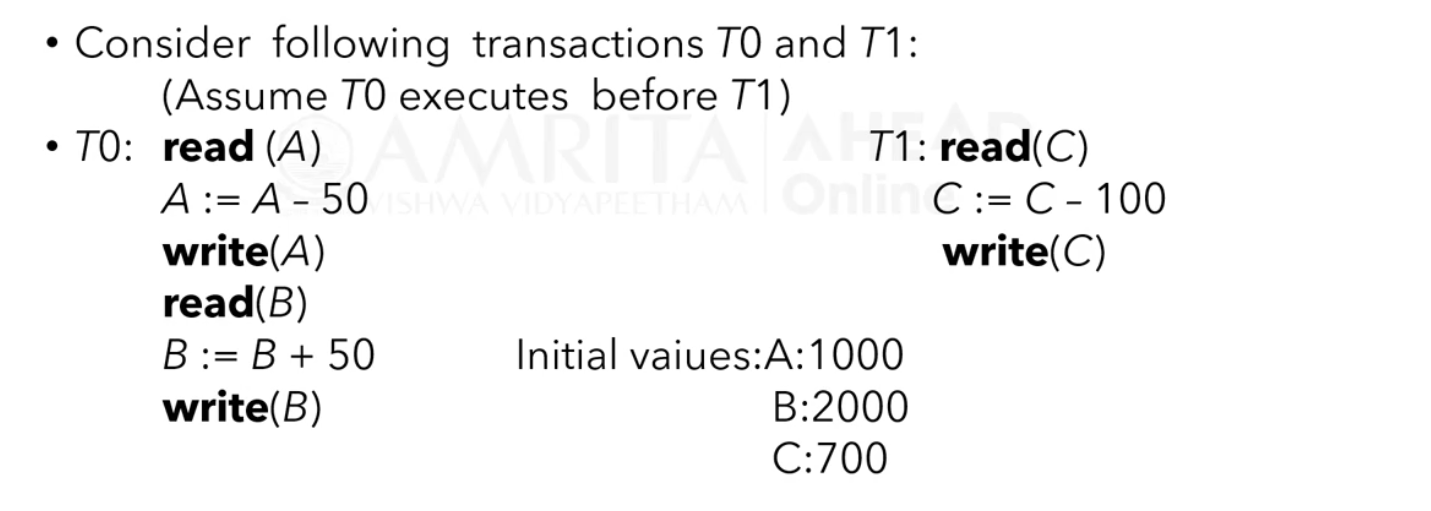 • Consider following transactions T0 and T1:
(Assume T0 executes before T1)
• T0: read (A) T1: read(C)
A := A – 50 C := C – 100
write(A) write(C)
read(B)
B := B + 50 Initial vaiues:A:1000
write(B) B:2000
C:700
AMRITA AHEAD
VISHWA VIDYAPEETHAM Online